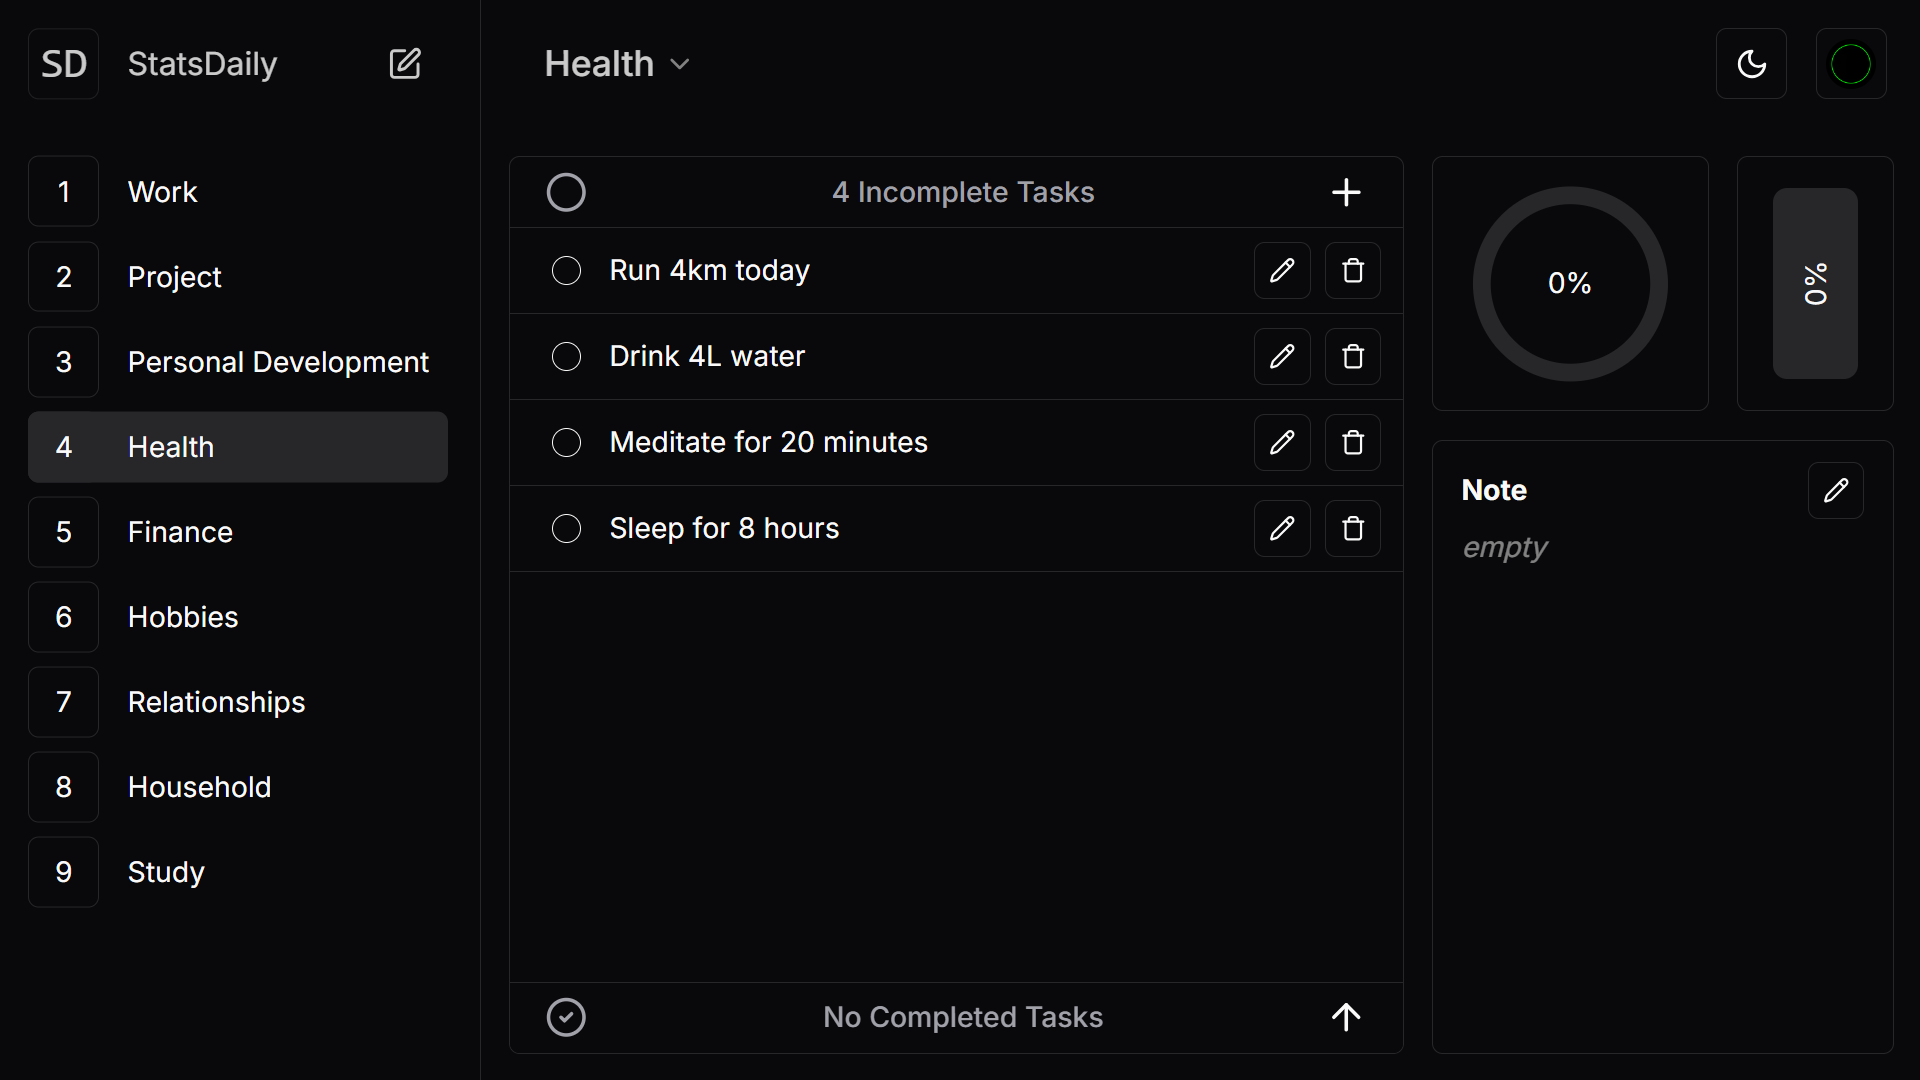 SD StatsDaily
1 Work
2 Project
3 Personal Development
4 Health
5 Finance
6 Hobbies
7 Relationships
8 Household
9 Study
Health
4 Incomplete Tasks
Run 4km today
Drink 4L water
Meditate for 20 minutes
Sleep for 8 hours
No Completed Tasks
0%
0%
Note
empty